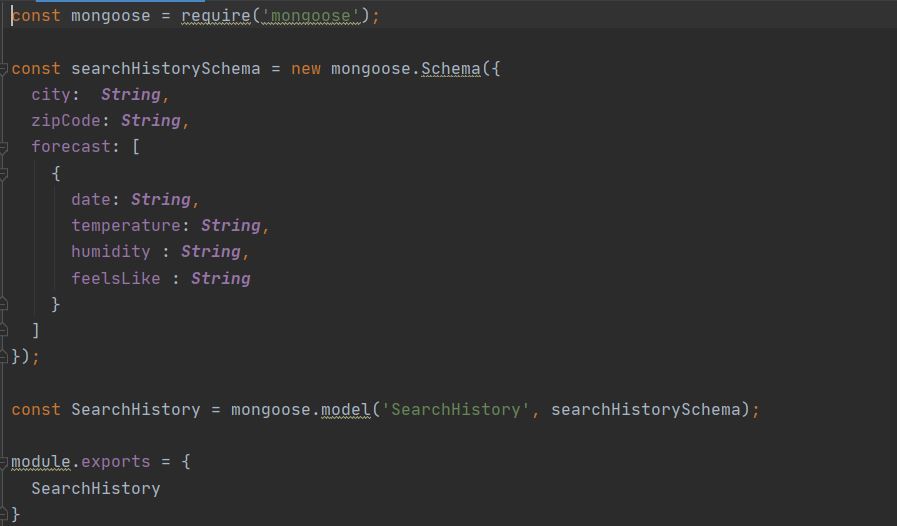 const mongoose = require('mongoose');
const searchHistorySchema = new mongoose.Schema({
  city:  String,
  zipCode: String,
  forecast: [
    {
      date: String,
      temperature: String,
      humidity : String,
      feelsLike : String
    }
  ]
});
const SearchHistory = mongoose.model('SearchHistory', searchHistorySchema);
module.exports = {
  SearchHistory
}